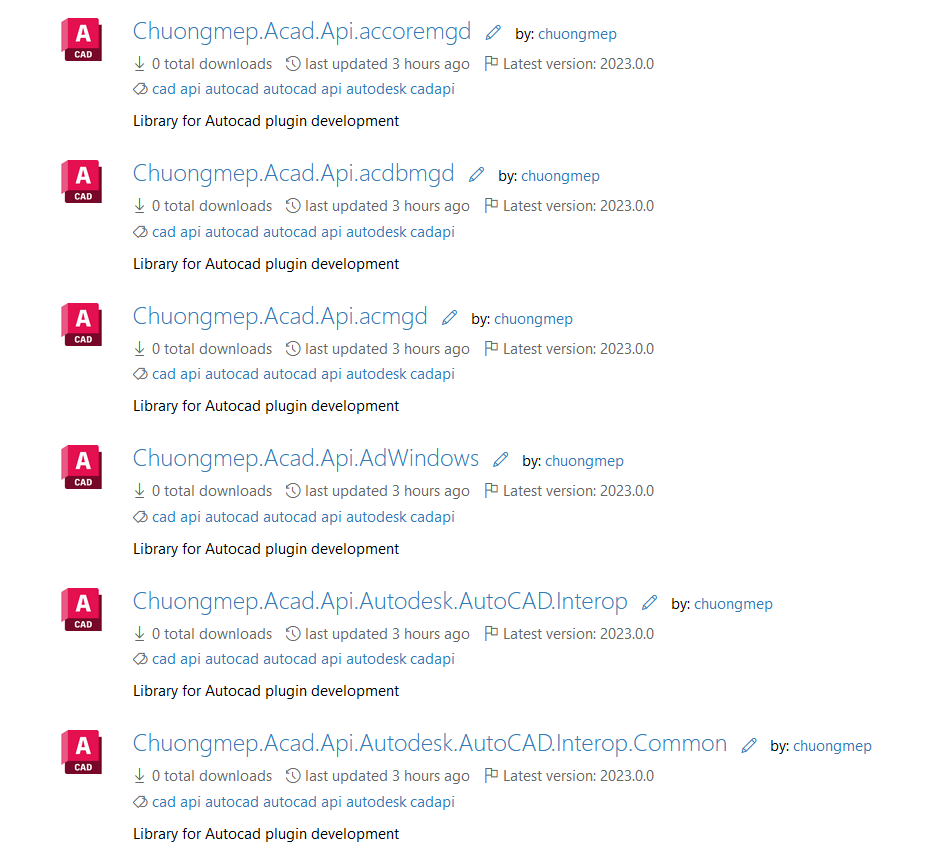 A
CAD
Chuongmep.Acad.Api.accoremgd by: chuongmep
0 total downloads last updated 3 hours ago Latest version: 2023.0.0
cad api autocad autocad api autodesk cadapi
Library for Autocad plugin development
A
CAD
Chuongmep.Acad.Api.acdbmgd by: chuongmep
0 total downloads last updated 3 hours ago Latest version: 2023.0.0
cad api autocad autocad api autodesk cadapi
Library for Autocad plugin development
A
CAD
Chuongmep.Acad.Api.acmgd by: chuongmep
0 total downloads last updated 3 hours ago Latest version: 2023.0.0
cad api autocad autocad api autodesk cadapi
Library for Autocad plugin development
A
CAD
Chuongmep.Acad.Api.AdWindows by: chuongmep
0 total downloads last updated 3 hours ago Latest version: 2023.0.0
cad api autocad autocad api autodesk cadapi
Library for Autocad plugin development
A
CAD
Chuongmep.Acad.Api.Autodesk.AutoCAD.Interop by: chuongmep
0 total downloads last updated 3 hours ago Latest version: 2023.0.0
cad api autocad autocad api autodesk cadapi
Library for Autocad plugin development
A
CAD
Chuongmep.Acad.Api.Autodesk.AutoCAD.Interop.Common by: chuongmep
0 total downloads last updated 3 hours ago Latest version: 2023.0.0
cad api autocad autocad api autodesk cadapi
Library for Autocad plugin development